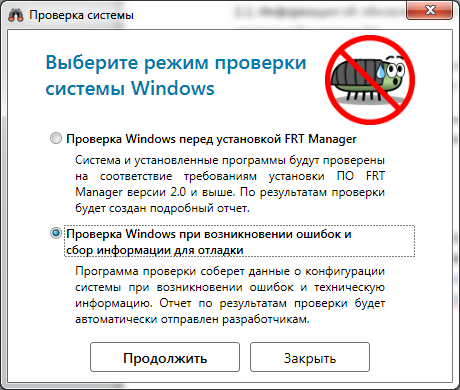 Проверка системы
Выберите режим проверки
системы Windows
Проверка Windows перед установкой FRT Manager
Система и установленные программы будут проверены
на соответствие требованиям установки ПО FRT
Manager версии 2.0 и выше. По результатам проверки
будет создан подробный отчет.
Проверка Windows при возникновении ошибок и
сбор информации для отладки
Программа проверки соберет данные о конфигурации
системы при возникновении ошибок и техническую
информацию. Отчет по результатам проверки будет
автоматически отправлен разработчикам.
Продолжить
Закрыть